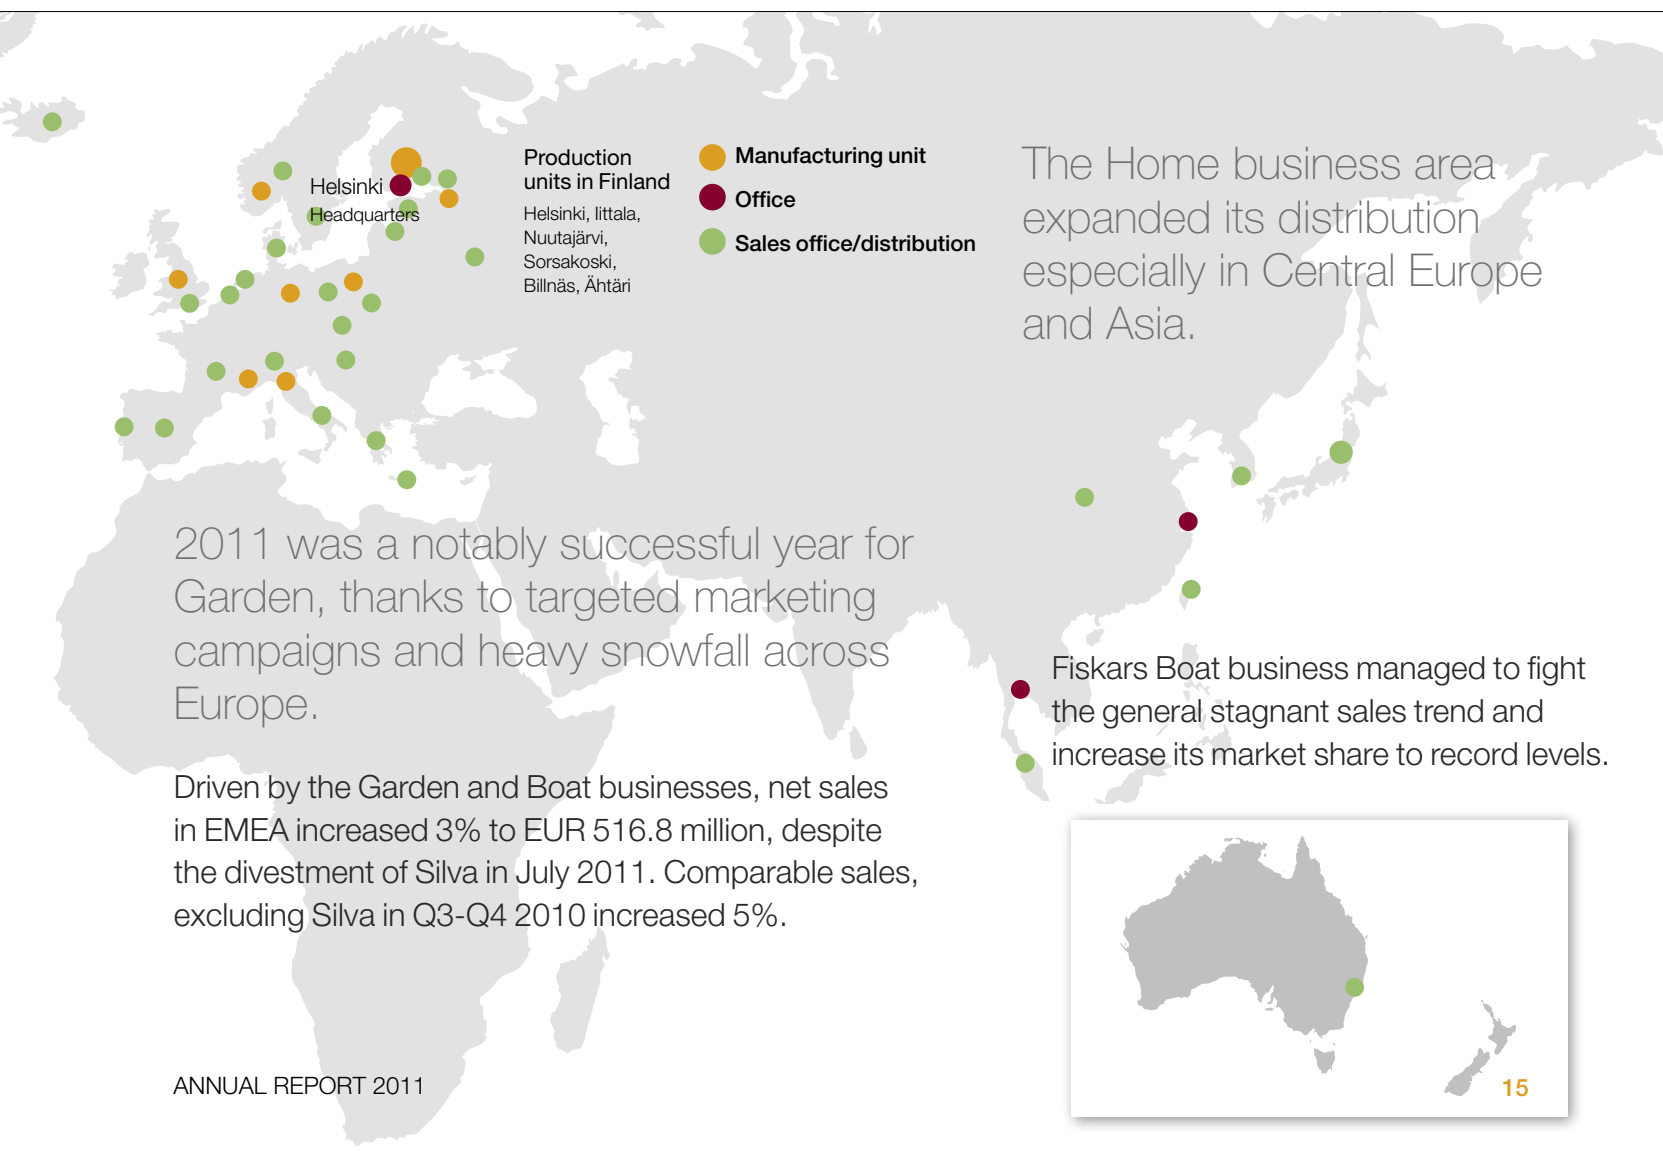 Helsinki
Headquarters
Production
units in Finland
Helsinki, Iittala,
Nuutajärvi,
Sorsakoski,
Billnäs, Ähtäri
Manufacturing unit
Office
Sales office/distribution
The Home business area
expanded its distribution
especially in Central Europe
and Asia.
2011 was a notably successful year for
Garden, thanks to targeted marketing
campaigns and heavy snowfall across
Europe.
Fiskars Boat business managed to fight
the general stagnant sales trend and
increase its market share to record levels.
Driven by the Garden and Boat businesses, net sales
in EMEA increased 3% to EUR 516.8 million, despite
the divestment of Silva in July 2011. Comparable sales,
excluding Silva in Q3-Q4 2010 increased 5%.
ANNUAL REPORT 2011
15